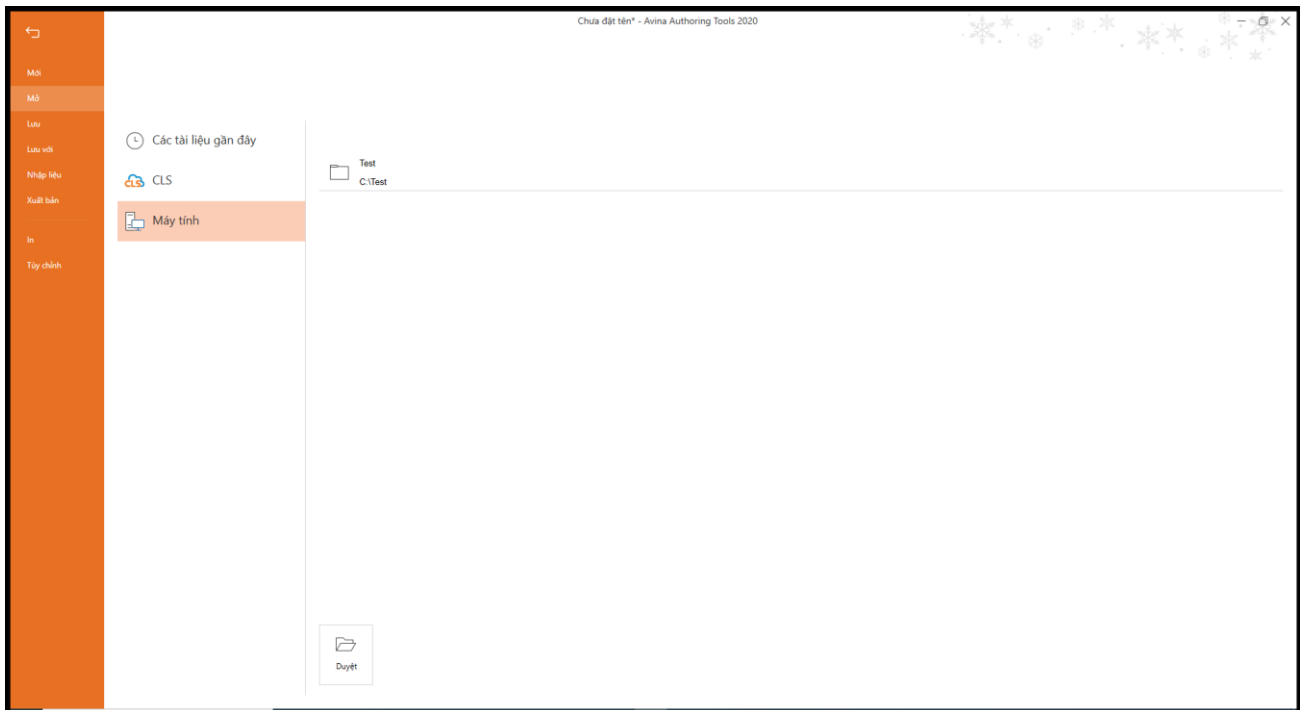 Chưa đặt tên* - Avina Authoring Tools 2020
Mới
Mở
Lưu
Lưu với
Nhập liệu
Xuất bản
In
Tùy chỉnh
Các tài liệu gần đây
CLS CLS
Máy tính
Test
C:\Test
Duyệt